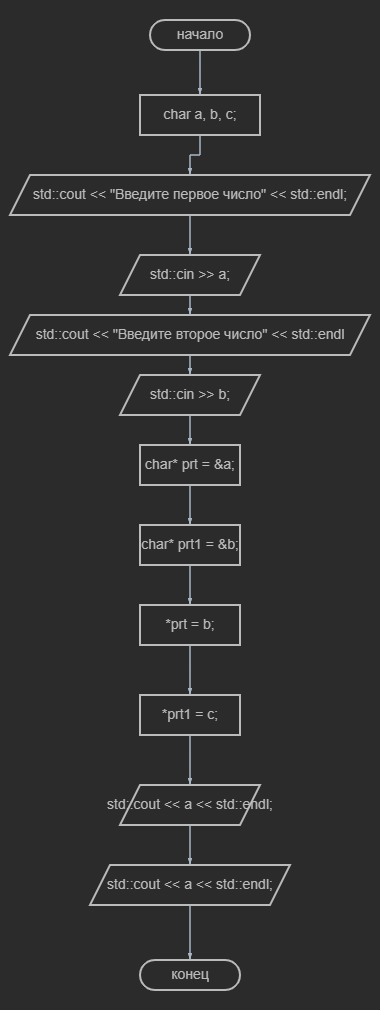 начало
char a, b, c;
std::cout << "Введите первое число" << std::endl;
std::cin >> a;
std::cout << "Введите второе число" << std::endl
std::cin >> b;
char* prt = &a;
char* prt1 = &b;
*prt = b;
*prt1 = c;
std::cout << a << std::endl;
std::cout << a << std::endl;
конец